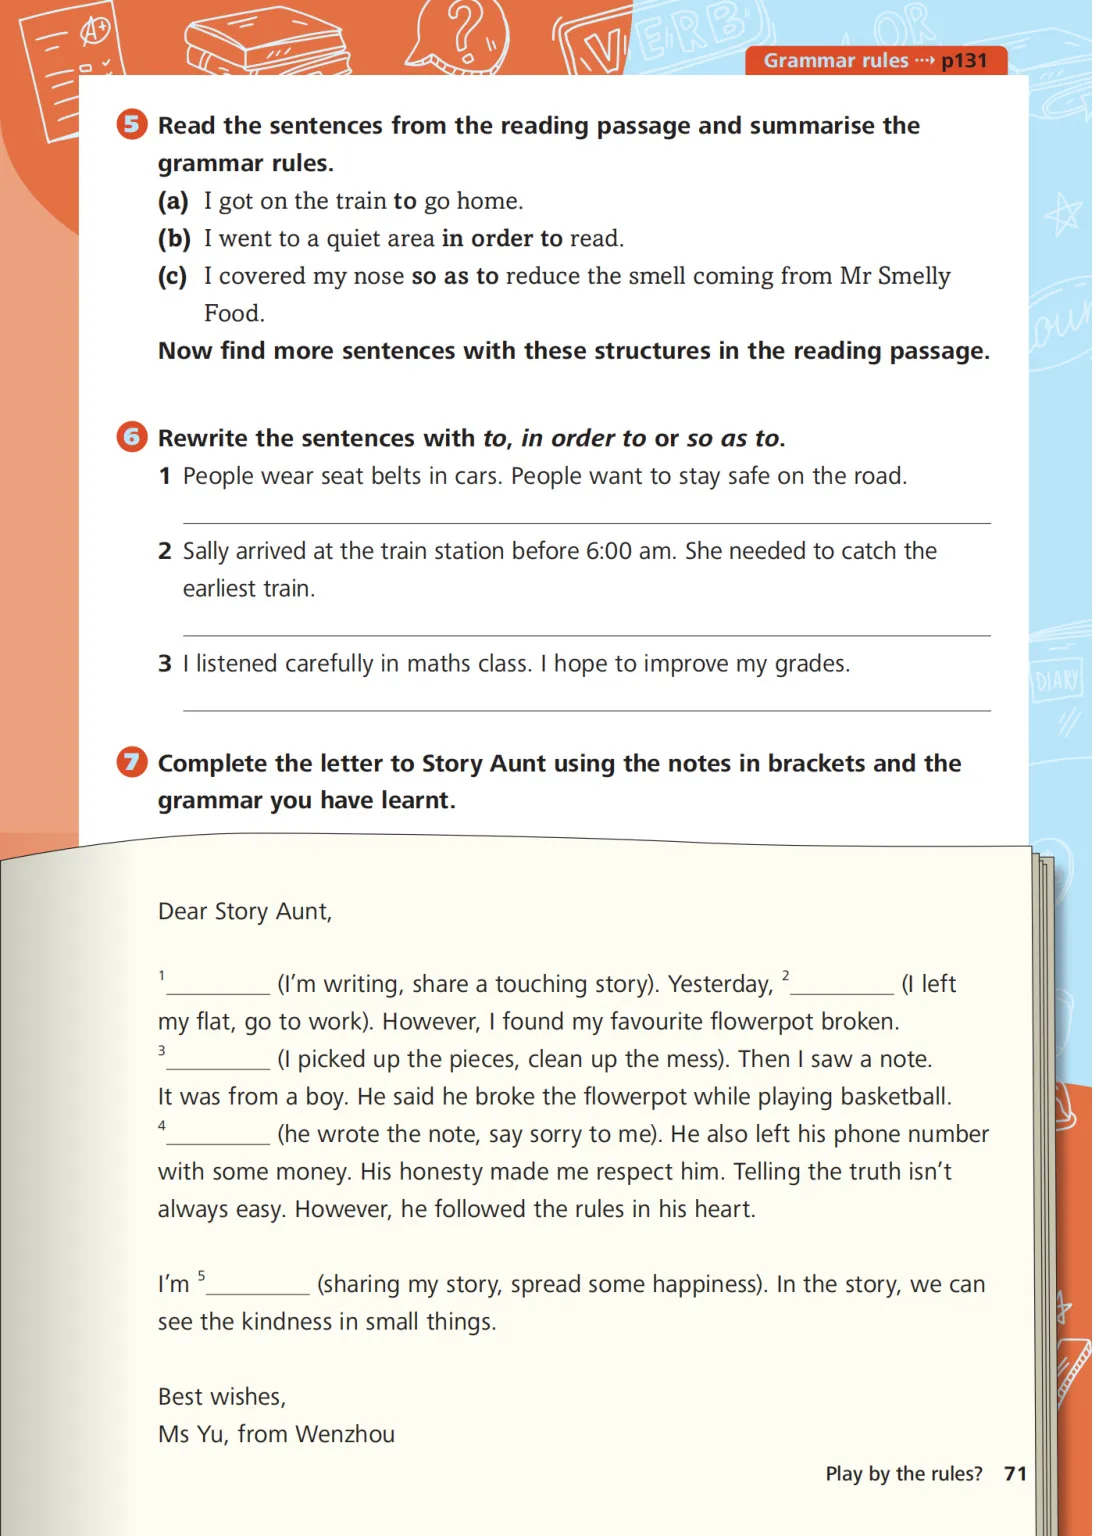 A+
?
VERB
OR
Grammar rules ⤑ p131
5 Read the sentences from the reading passage and summarise the
grammar rules.
(a) I got on the train to go home.
(b) I went to a quiet area in order to read.
(c) I covered my nose so as to reduce the smell coming from Mr Smelly
Food.
Now find more sentences with these structures in the reading passage.
6 Rewrite the sentences with to, in order to or so as to.
1 People wear seat belts in cars. People want to stay safe on the road.
2 Sally arrived at the train station before 6:00 am. She needed to catch the
earliest train.
3 I listened carefully in maths class. I hope to improve my grades.
DIARY
7 Complete the letter to Story Aunt using the notes in brackets and the
grammar you have learnt.
Dear Story Aunt,
1 ________ (I’m writing, share a touching story). Yesterday, 2 ________ (I left
my flat, go to work). However, I found my favourite flowerpot broken.
3 ________ (I picked up the pieces, clean up the mess). Then I saw a note.
It was from a boy. He said he broke the flowerpot while playing basketball.
4 ________ (he wrote the note, say sorry to me). He also left his phone number
with some money. His honesty made me respect him. Telling the truth isn’t
always easy. However, he followed the rules in his heart.
I’m 5 ________ (sharing my story, spread some happiness). In the story, we can
see the kindness in small things.
Best wishes,
Ms Yu, from Wenzhou
Play by the rules? 71